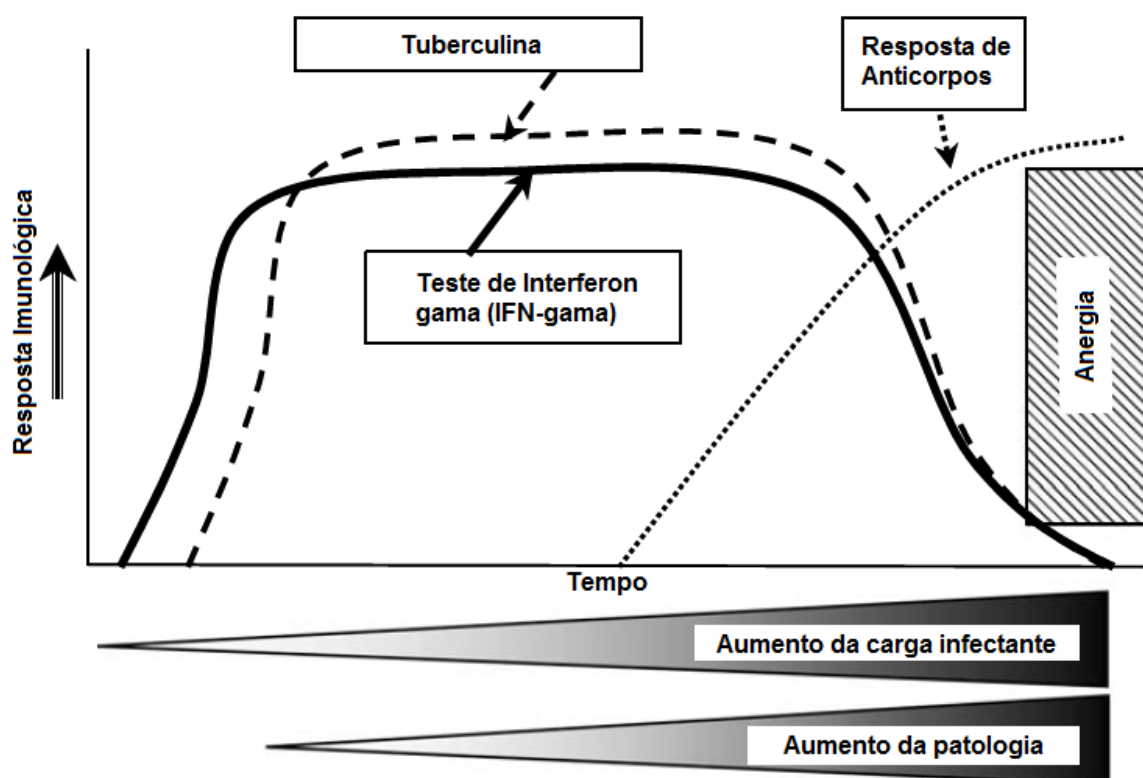 Tuberculina
Resposta de
Anticorpos
Resposta Imunológica
Teste de Interferon
gama (IFN-gama)
Anergia
Tempo
Aumento da carga infectante
Aumento da patologia